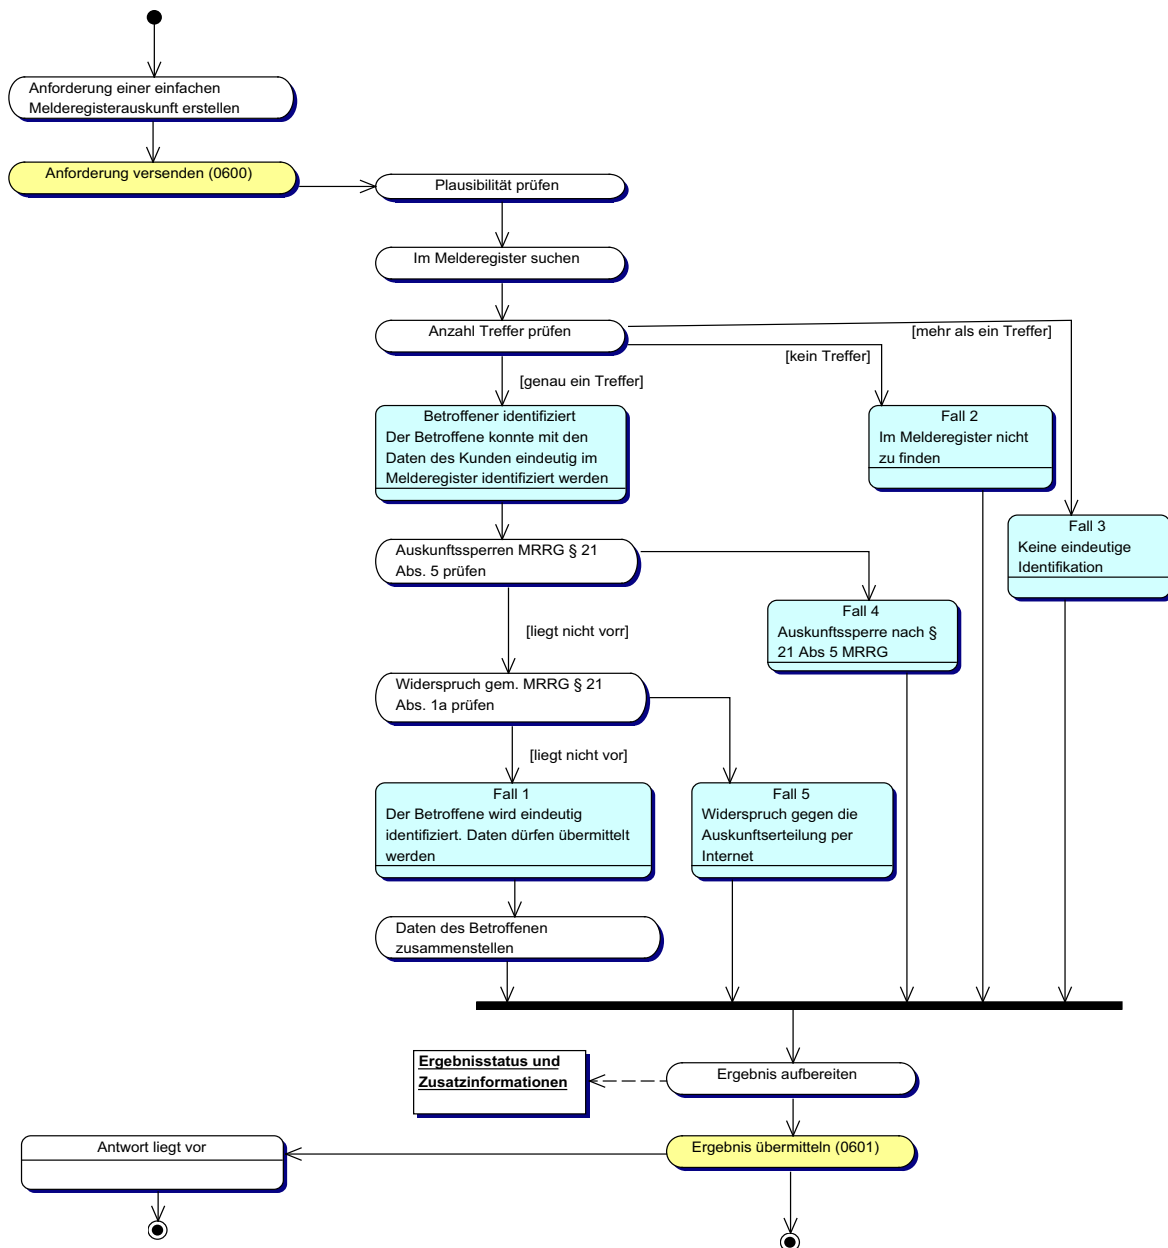 Anforderung einer einfachen
Melderegisterauskunft erstellen
Anforderung versenden (0600)
Plausibilität prüfen
Im Melderegister suchen
Anzahl Treffer prüfen
[mehr als ein Treffer]
[kein Treffer]
[genau ein Treffer]
Betroffener identifiziert
Der Betroffene konnte mit den
Daten des Kunden eindeutig im
Melderegister identifiziert werden
Fall 2
Im Melderegister nicht
zu finden
Fall 3
Keine eindeutige
Identifikation
Auskunftssperren MRRG § 21
Abs. 5 prüfen
Fall 4
Auskunftssperre nach §
21 Abs 5 MRRG
[liegt nicht vorr]
Widerspruch gem. MRRG § 21
Abs. 1a prüfen
[liegt nicht vor]
Fall 1
Der Betroffene wird eindeutig
identifiziert. Daten dürfen übermittelt
werden
Fall 5
Widerspruch gegen die
Auskunftserteilung per
Internet
Daten des Betroffenen
zusammenstellen
Ergebnisstatus und
Zusatzinformationen
Ergebnis aufbereiten
Antwort liegt vor
Ergebnis übermitteln (0601)